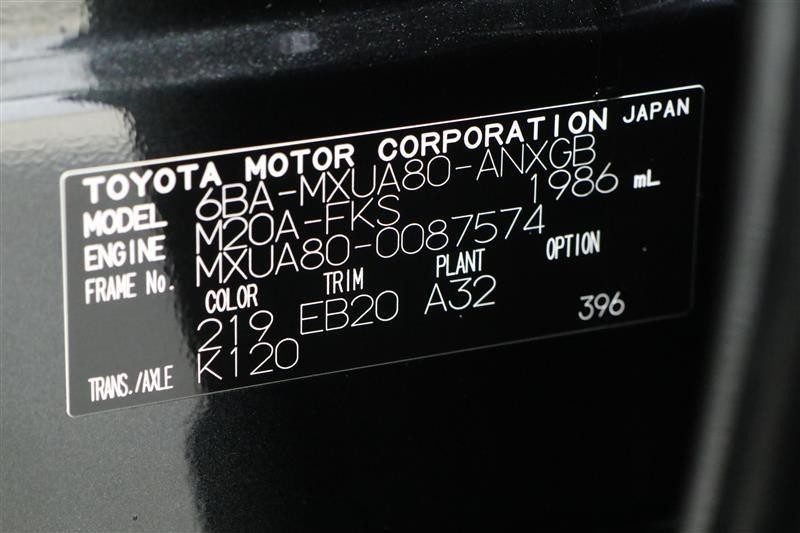 TOYOTA MOTOR CORPORATION JAPAN
MODEL 6BA-MXUA80-ANXGB
ENGINE M20A-FKS 1986 mL
FRAME No. MXUA80-0087574
COLOR TRIM PLANT OPTION
219 EB20 A32 396
TRANS./AXLE K120